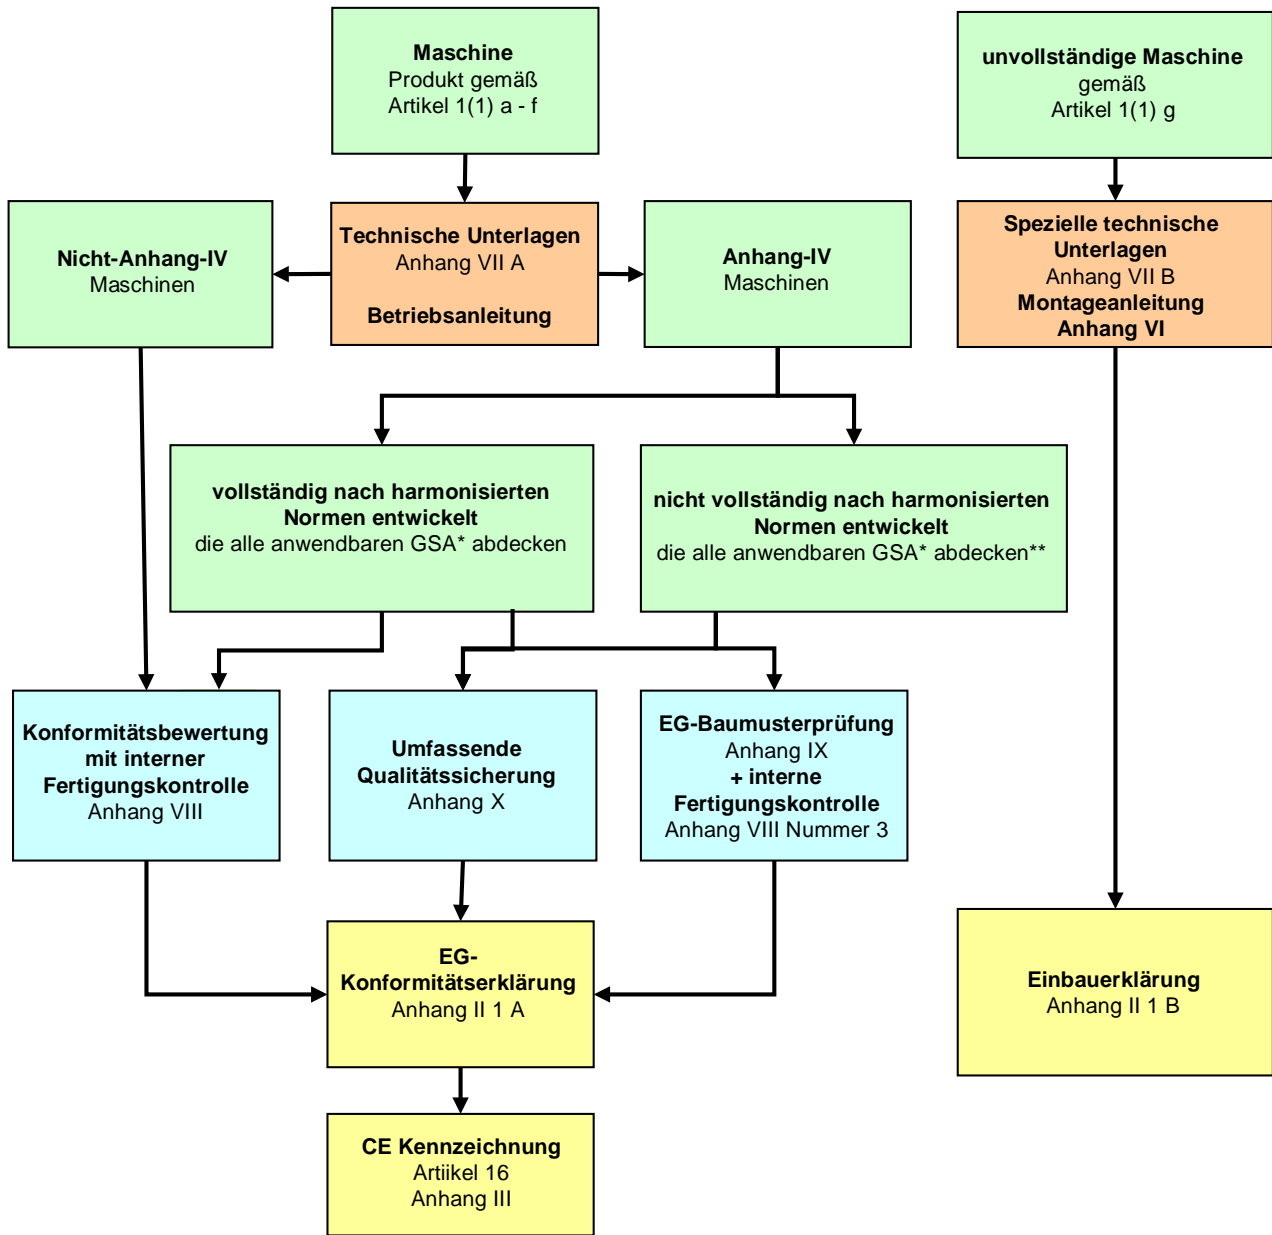 Maschine
Produkt gemäß
Artikel 1(1) a - f
unvollständige Maschine
gemäß
Artikel 1(1) g
Nicht-Anhang-IV
Maschinen
Technische Unterlagen
Anhang VII A
Betriebsanleitung
Anhang-IV
Maschinen
Spezielle technische
Unterlagen
Anhang VII B
Montageanleitung
Anhang VI
vollständig nach harmonisierten
Normen entwickelt
die alle anwendbaren GSA* abdecken
nicht vollständig nach harmonisierten
Normen entwickelt
die alle anwendbaren GSA* abdecken**
Konformitätsbewertung
mit interner
Fertigungskontrolle
Anhang VIII
Umfassende
Qualitätssicherung
Anhang X
EG-Baumusterprüfung
Anhang IX
+ interne
Fertigungskontrolle
Anhang VIII Nummer 3
EG-
Konformitätserklärung
Anhang II 1 A
Einbauerklärung
Anhang II 1 B
CE Kennzeichnung
Artiikel 16
Anhang III